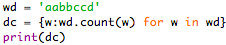 wd = 'aabbccd'
dc = {w:wd.count(w) for w in wd}
print(dc)